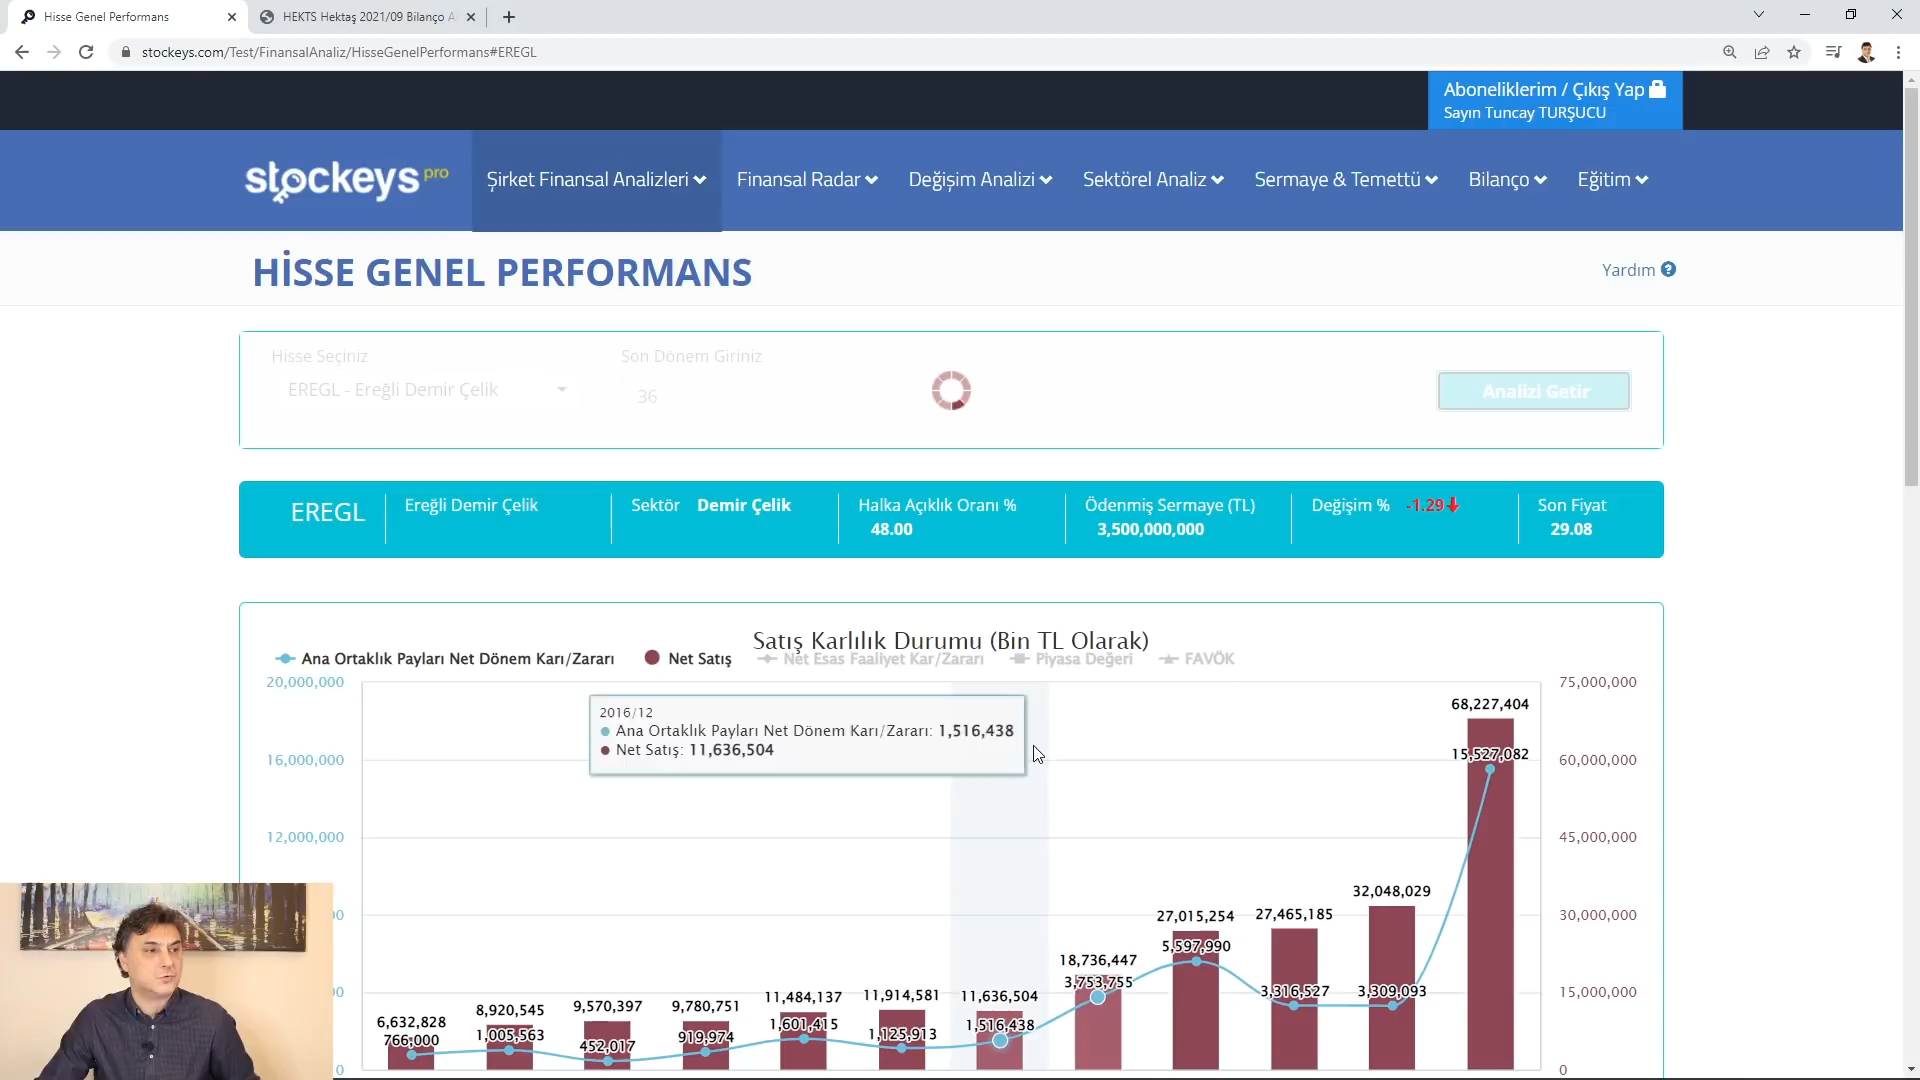 Hisse Genel Performans
HEKTS Hektaş 2021/09 Bilanço A
stockeys.com/Test/FinansalAnaliz/HisseGenelPerformans#EREGL
Aboneliklerim / Çıkış Yap
Sayın Tuncay TURŞUCU
stockeys pro
Şirket Finansal Analizleri
Finansal Radar
Değişim Analizi
Sektörel Analiz
Sermaye & Temettü
Bilanço
Eğitim
HİSSE GENEL PERFORMANS
Yardım
Hisse Seçiniz
Son Dönem Giriniz
EREGL - Ereğli Demir Çelik
36
Analizi Getir
EREGL
Ereğli Demir Çelik
Sektör Demir Çelik
Halka Açıklık Oranı %
48.00
Ödenmiş Sermaye (TL)
3,500,000,000
Değişim % -1.29
Son Fiyat
29.08
Satış Karlılık Durumu (Bin TL Olarak)
Ana Ortaklık Payları Net Dönem Karı/Zararı
Net Satış
Net Esas Faaliyet Kar/Zararı
Piyasa Değeri
FAVÖK
20,000,000
16,000,000
12,000,000
0
0
0
75,000,000
60,000,000
45,000,000
30,000,000
15,000,000
0
2016/12
Ana Ortaklık Payları Net Dönem Karı/Zararı: 1,516,438
Net Satış: 11,636,504
6,632,828
766,000
8,920,545
1,005,563
9,570,397
452,017
9,780,751
919,974
11,484,137
1,601,415
11,914,581
1,125,913
11,636,504
1,516,438
18,736,447
3,753,755
27,015,254
5,597,990
27,465,185
3,316,527
32,048,029
3,309,093
68,227,404
15,527,082